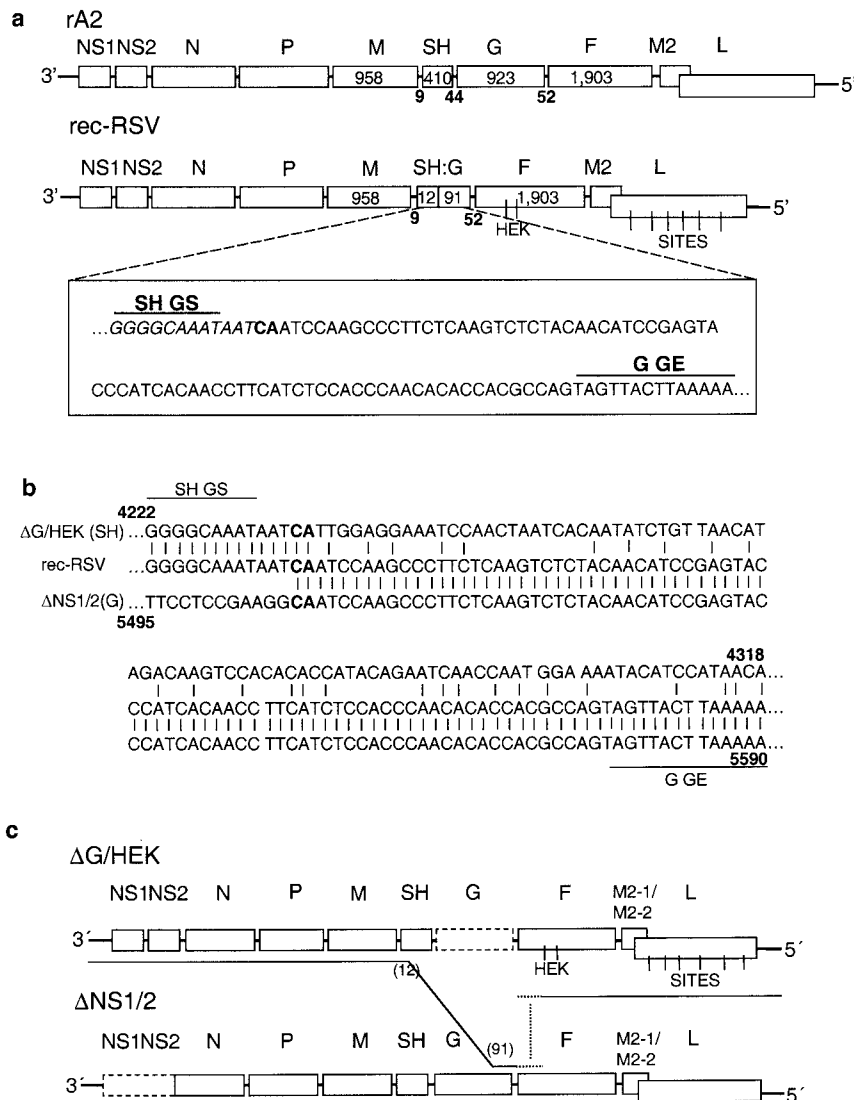 a
rA2
NS1 NS2 N P M SH G F M2 L
3' 958 410 923 1,903 5'
9 44 52
rec-RSV
NS1 NS2 N P M SH:G F M2 L
3' 958 12 91 1,903 5'
9 52 HEK SITES
SH GS
...GGGGCAAATAATCAATCCAAGCCCTTCTCAAGTCTCTACAACATCCGAGTA
G GE
CCCATCACAACCTTCATCTCCACCCAACACACCACGCCAGTAGTTACTTAAAAA...
b
SH GS
4222
ΔG/HEK (SH) ...GGGGCAAATAATCATTGGAGGAAATCCAACTAATCACAATATCTGT TAACAT
rec-RSV ...GGGGCAAATAATCAATCCAAGCCCTTCTCAAGTCTCTACAACATCCGAGTAC
ΔNS1/2(G) ...TTCCTCCGAAGGCAATCCAAGCCCTTCTCAAGTCTCTACAACATCCGAGTAC
5495
4318
AGACAAGTCCACACACCATACAGAATCAACCAAT GGA AAATACATCCATAACA...
CCATCACAACC TTCATCTCCACCCAACACACCACGCCAGTAGTTACT TAAAAA...
CCATCACAACC TTCATCTCCACCCAACACACCACGCCAGTAGTTACT TAAAAA...
5590
G GE
c
ΔG/HEK
NS1NS2 N P M SH G F M2-1/ L
M2-2
3´ 5´
HEK SITES
(12)
ΔNS1/2
NS1NS2 N P M SH G (91) F M2-1/ L
M2-2
3´ 5´